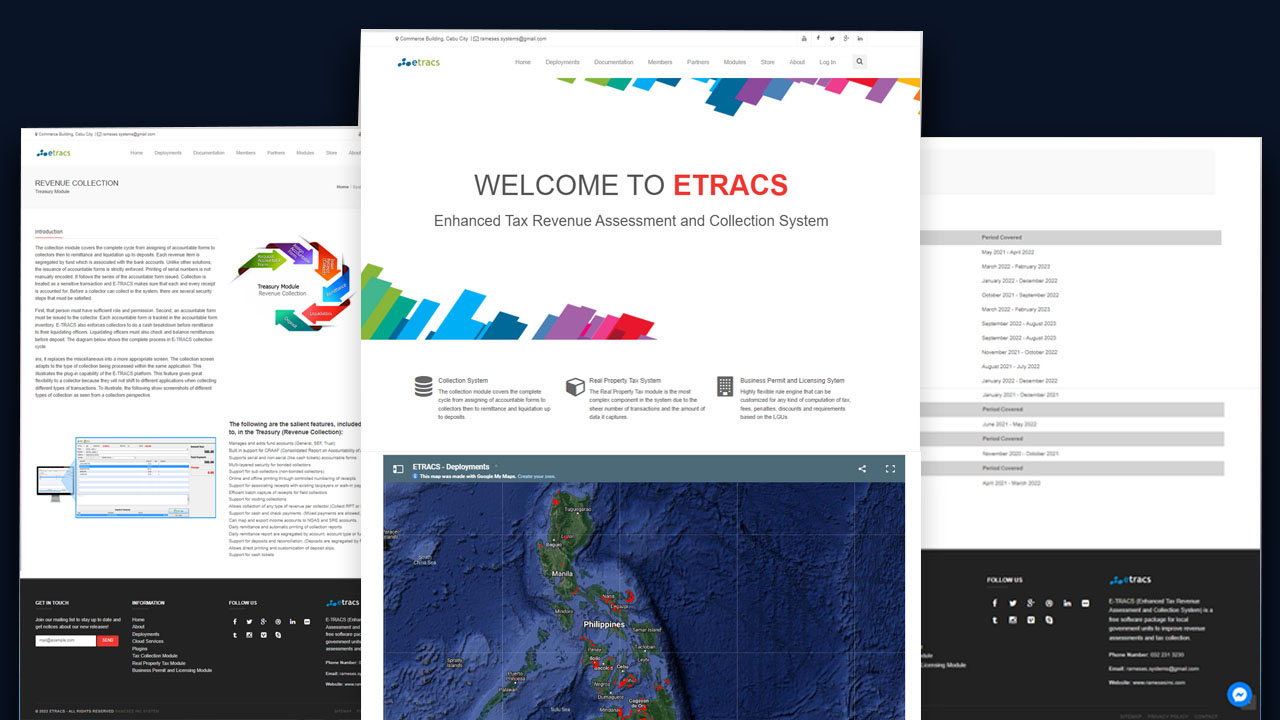 Commerce Building, Cebu City | rameses.systems@gmail.com
etracs
Home Deployments Documentation Members Partners Modules Store About Log In
WELCOME TO ETRACS
Enhanced Tax Revenue Assessment and Collection System
Collection System
The collection module covers the complete
cycle from assigning of accountable forms to
collectors then to remittance and liquidation up
to deposits.
Real Property Tax System
The Real Property Tax module is the most
complex component in the system due to the
sheer number of transactions and the amount of
data it captures.
Business Permit and Licensing Sytem
Highly flexible rule engine that can be
customized for any kind of computation of tax,
fees, penalties, discounts and requirements
based on the LGUs.
ETRACS - Deployments
This map was made with Google My Maps. Create your own.
Tuguegarao
Luzon
Baguio
South
China Sea
Manila
Naga
Legazpi
Mindoro
Philippines
Samar Island
Panay
Tacloban
Iloilo
Leyte
Spratly
Islands
Bacolod
Cebu
Puerto
Princesa
Negros
Palawan
Dumaguete
Cagayan
de Oro
Sulu Sea
Mindanao
Commerce Building, Cebu City | rameses.systems@gmail.com
etracs
Home Deployments Documentation Members Partners Modules Store About
REVENUE COLLECTION
Treasury Module
Home /
Introduction
The collection module covers the complete cycle from assigning of accountable forms to
collectors then to remittance and liquidation up to deposits. Each revenue item is
segregated by fund which is associated with the bank accounts. Unlike other solutions,
the issuance of accountable forms is strictly enforced. Printing of serial numbers is not
manually encoded. It follows the series of the accountable form issued. Collection is
treated as a sensitive transaction and E-TRACS makes sure that each and every receipt
is accounted for. Before a collector can collect in the system, there are several security
steps that must be satisfied.
First, that person must have sufficient role and permission. Second, an accountable form
must be issued to the collector. Each accountable form is tracked in the accountable form
inventory. E-TRACS also enforces collectors to do a cash breakdown before remittance
to their liquidating officers. Liquidating officers must also check and balance remittances
before deposit. The diagram below shows the complete process in E-TRACS collection
cycle.
ies. It replaces the miscellaneous into a more appropriate screen. The collection screen
adapts to the type of collection being processed within the same application. This
illustrates the plug-in capability of the E-TRACS platform. This feature gives great
flexibility to a collector because they will not shift to different applications when collecting
different types of transactions. To illustrate, the following show screenshots of different
types of collection as seen from a collectors perspective.
Treasury Module
Revenue Collection
Remittance
Liquidation
Deposit
The following are the salient features, included
to, in the Treasury (Revenue Collection):
Manages and sets fund accounts (General, SEF, Trust)
Built-in support for CRAAF (Consolidated Report on Accountability of
Supports serial and non-serial (like cash tickets) accountable forms
Multi-layered security for bonded collectors
Support for sub collectors (non-bonded collectors)
Online and offline printing through controlled numbering of receipts
Support for associating receipts with existing taxpayers or walk-in pay
Efficient batch capture of receipts for field collectors
Support for voiding collections
Allows collection of any type of revenue per collector (Collect RPT or
Support for cash and check payments. (Mixed payments are allowed.
Can map and export income accounts to NGAS and SRE accounts.
Daily remittance and automatic printing of collection reports
Daily remittance report are segregated by account, account type or fu
Support for deposits and reconciliation. (Deposits are segregated by f
Allows direct printing and customization of deposit slips.
Support for cash tickets
GET IN TOUCH
Join our mailing list to stay up to date and
get notices about our new releases!
mail@example.com SEND
INFORMATION
Home
About
Deployments
Cloud Services
Plugins
Tax Collection Module
Real Property Tax Module
Business Permit and Licensing Module
FOLLOW US
etracs
E-TRACS (Enhan
Assessment and
free software pac
government units
assessments and
Phone Number: 0
Email: rameses.sy
Website: www.ram
© 2023 ETRACS - ALL RIGHTS RESERVED RAMESES INC SYSTEM
SITEMAP
Period Covered
May 2021 - April 2022
March 2022 - February 2023
January 2022 - December 2022
October 2021 - September 2022
March 2022 - February 2023
September 2022 - August 2023
September 2022 - August 2023
November 2021 - October 2022
August 2021 - July 2022
January 2022 - December 2022
January 2021 - December 2021
Period Covered
June 2021 - May 2022
Period Covered
November 2020 - October 2021
Period Covered
April 2021 - March 2022
FOLLOW US
etracs
E-TRACS (Enhanced Tax Revenue
Assessment and Collection System) is a
free software package for local
government units to improve revenue
assessments and tax collection.
Phone Number: 032 231 3230
Email: rameses.systems@gmail.com
Website: www.ramesesinc.com
dule
Licensing Module
SITEMAP PRIVACY POLICY CONTACT